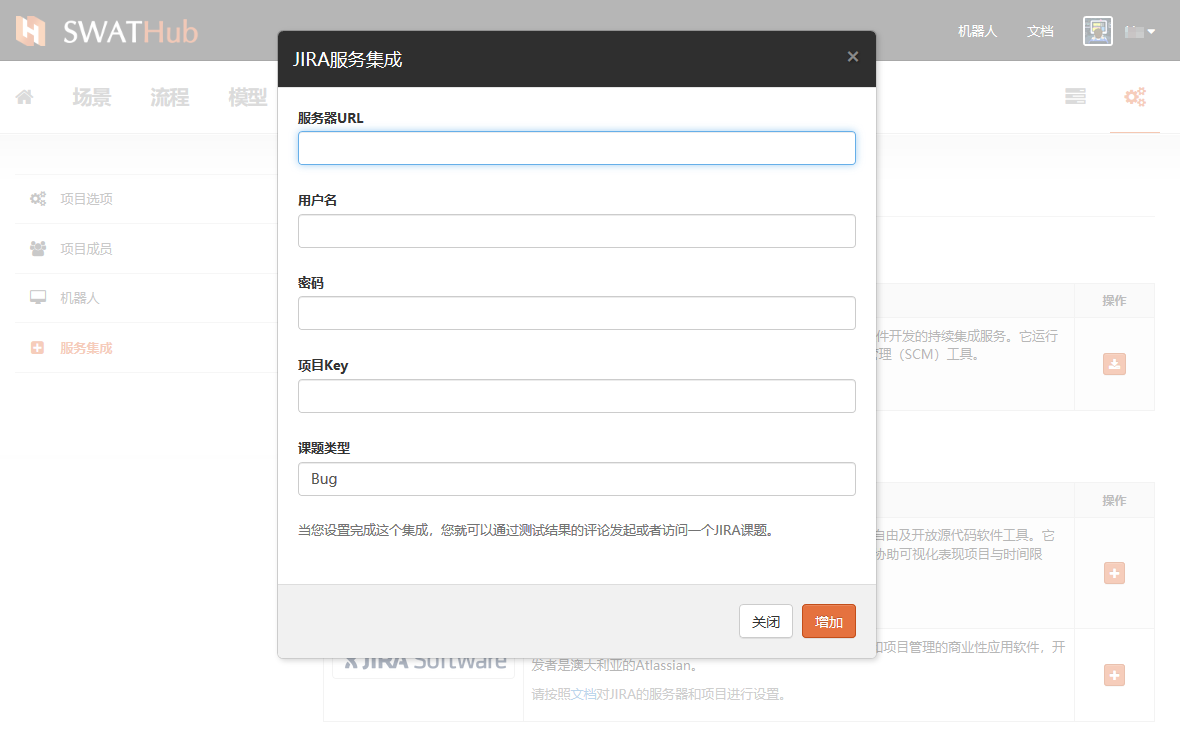 SWATHub
机器人
文档
场景
流程
模型
项目选项
项目成员
机器人
服务集成
JIRA服务集成
×
服务器URL
用户名
密码
项目Key
课题类型
Bug
当您设置完成这个集成，您就可以通过测试结果的评论发起或者访问一个JIRA课题。
关闭
增加
操作
件开发的持续集成服务。它运行
理（SCM）工具。
操作
自由及开放源代码软件工具。它
协助可视化表现项目与时间限
JIRA Software
和项目管理的商业性应用软件，开
发者是澳大利亚的Atlassian。
请按照文档对JIRA的服务器和项目进行设置。